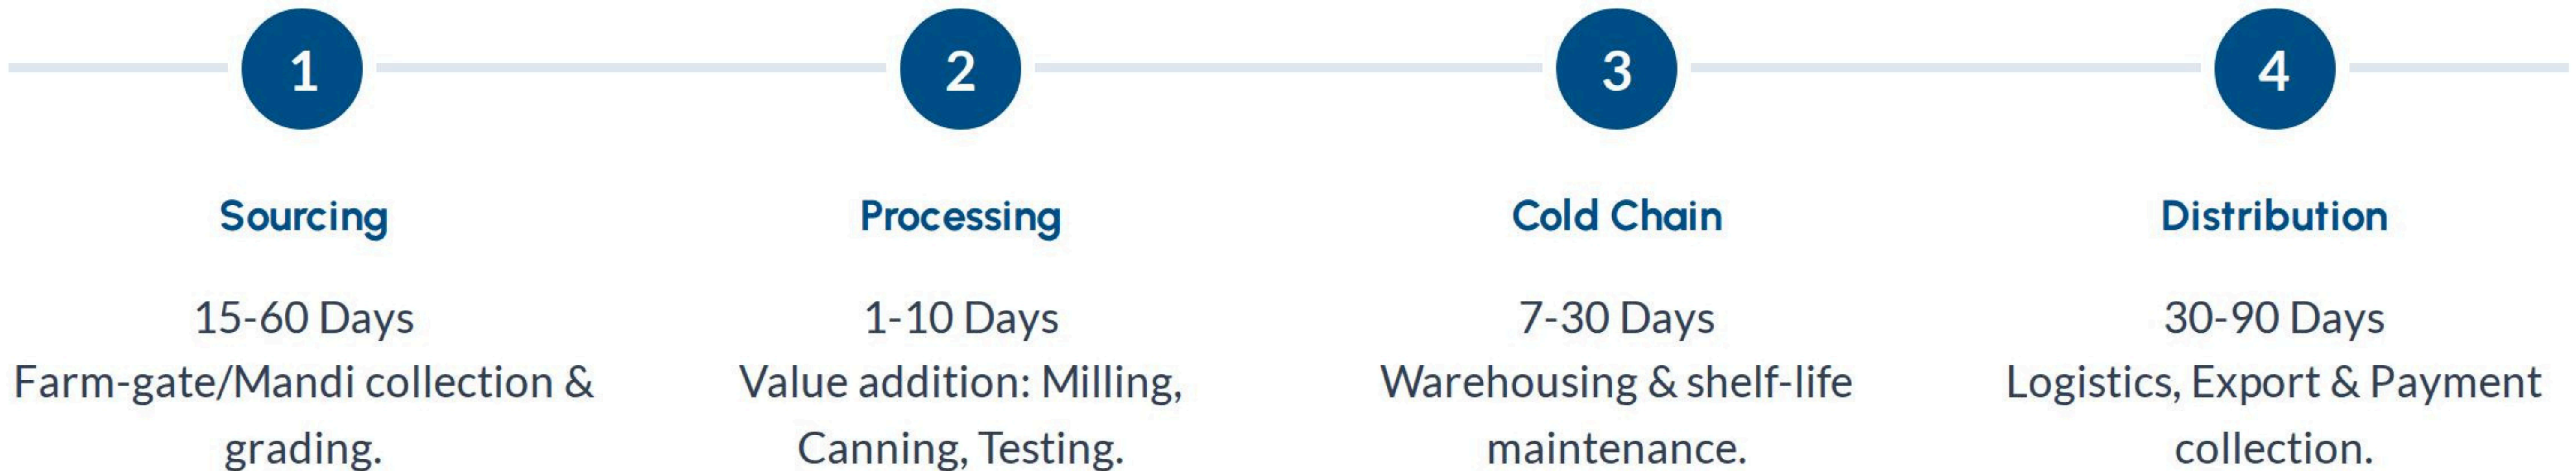 1
2
3
4
Sourcing
Processing
Cold Chain
Distribution
15-60 Days
Farm-gate/Mandi collection &
grading.
1-10 Days
Value addition: Milling,
Canning, Testing.
7-30 Days
Warehousing & shelf-life
maintenance.
30-90 Days
Logistics, Export & Payment
collection.